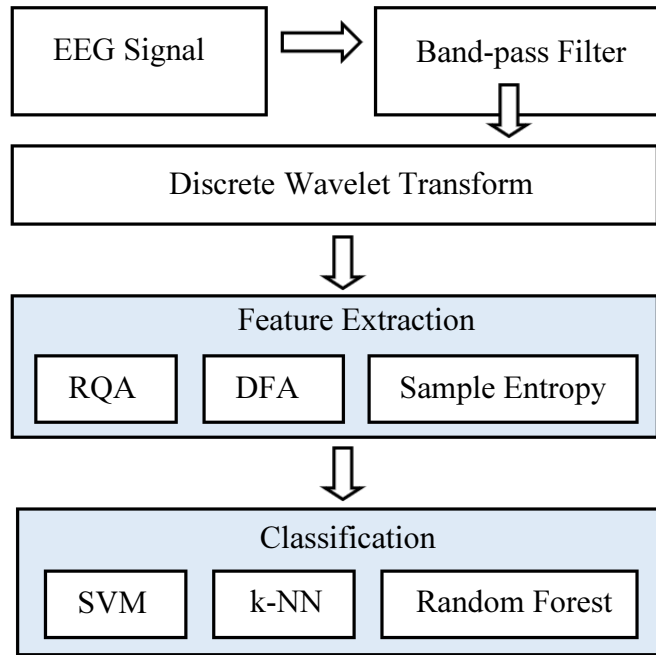 EEG Signal
Band-pass Filter
Discrete Wavelet Transform
Feature Extraction
RQA
DFA
Sample Entropy
Classification
SVM
k-NN
Random Forest